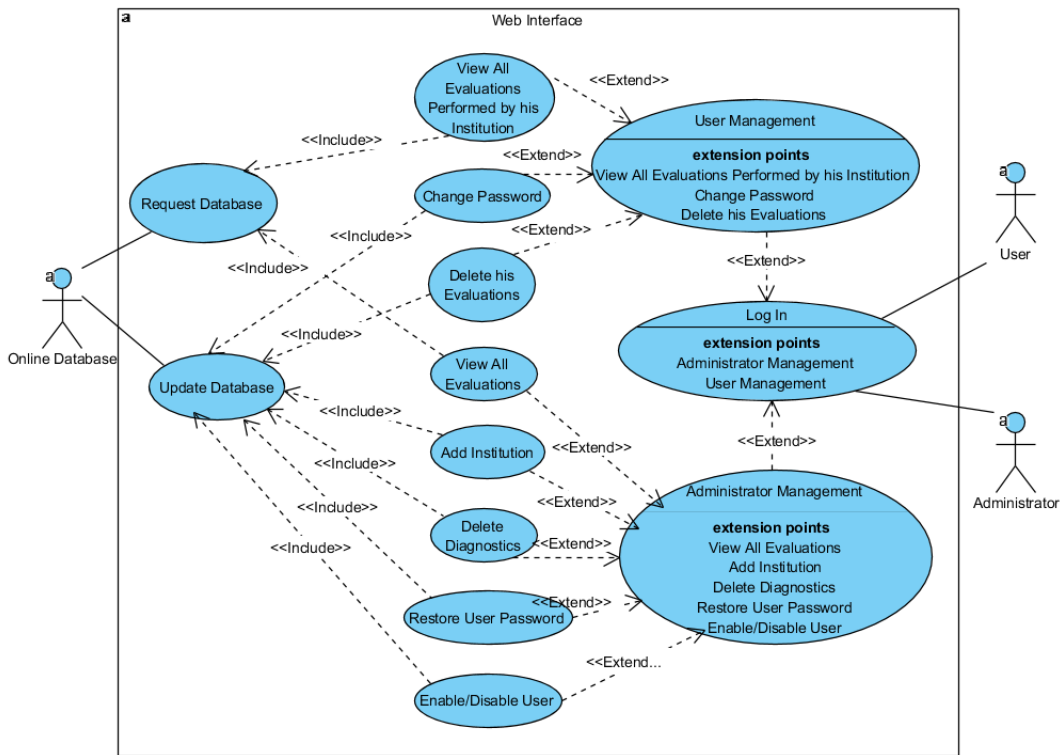 a
Web Interface
View All
Evaluations
Performed by his
Institution
<<Extend>>
User Management
extension points
View All Evaluations Performed by his Institution
Change Password
Delete his Evaluations
<<Include>>
<<Extend>>
Request Database
Change Password
a
User
<<Include>>
<<Extend>>
<<Include>>
Delete his
Evaluations
<<Extend>>
a
Online Database
Log In
extension points
Administrator Management
User Management
<<Include>>
Update Database
View All
Evaluations
<<Include>>
a
Administrator
Add Institution
<<Extend>>
<<Extend>>
<<Include>>
Administrator Management
extension points
View All Evaluations
Add Institution
Delete Diagnostics
Restore User Password
Enable/Disable User
<<Extend>>
<<Include>>
Delete
Diagnostics
<<Extend>>
<<Include>>
Restore User Password
<<Extend>>
<<Extend...
Enable/Disable User